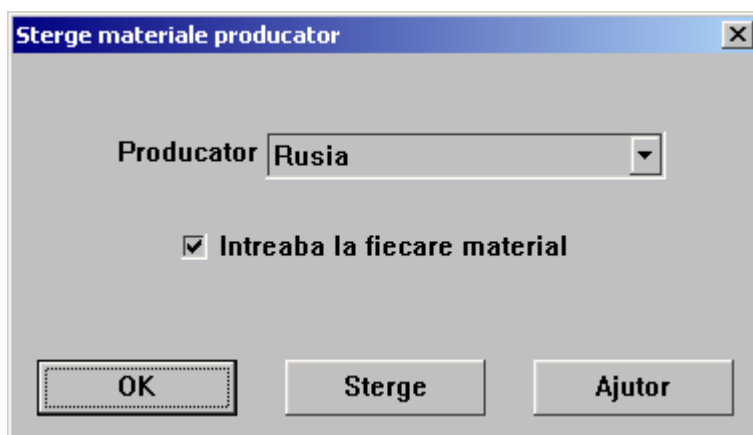 Sterge materiale producator
Producator Rusia
Intreaba la fiecare material
OK Sterge Ajutor